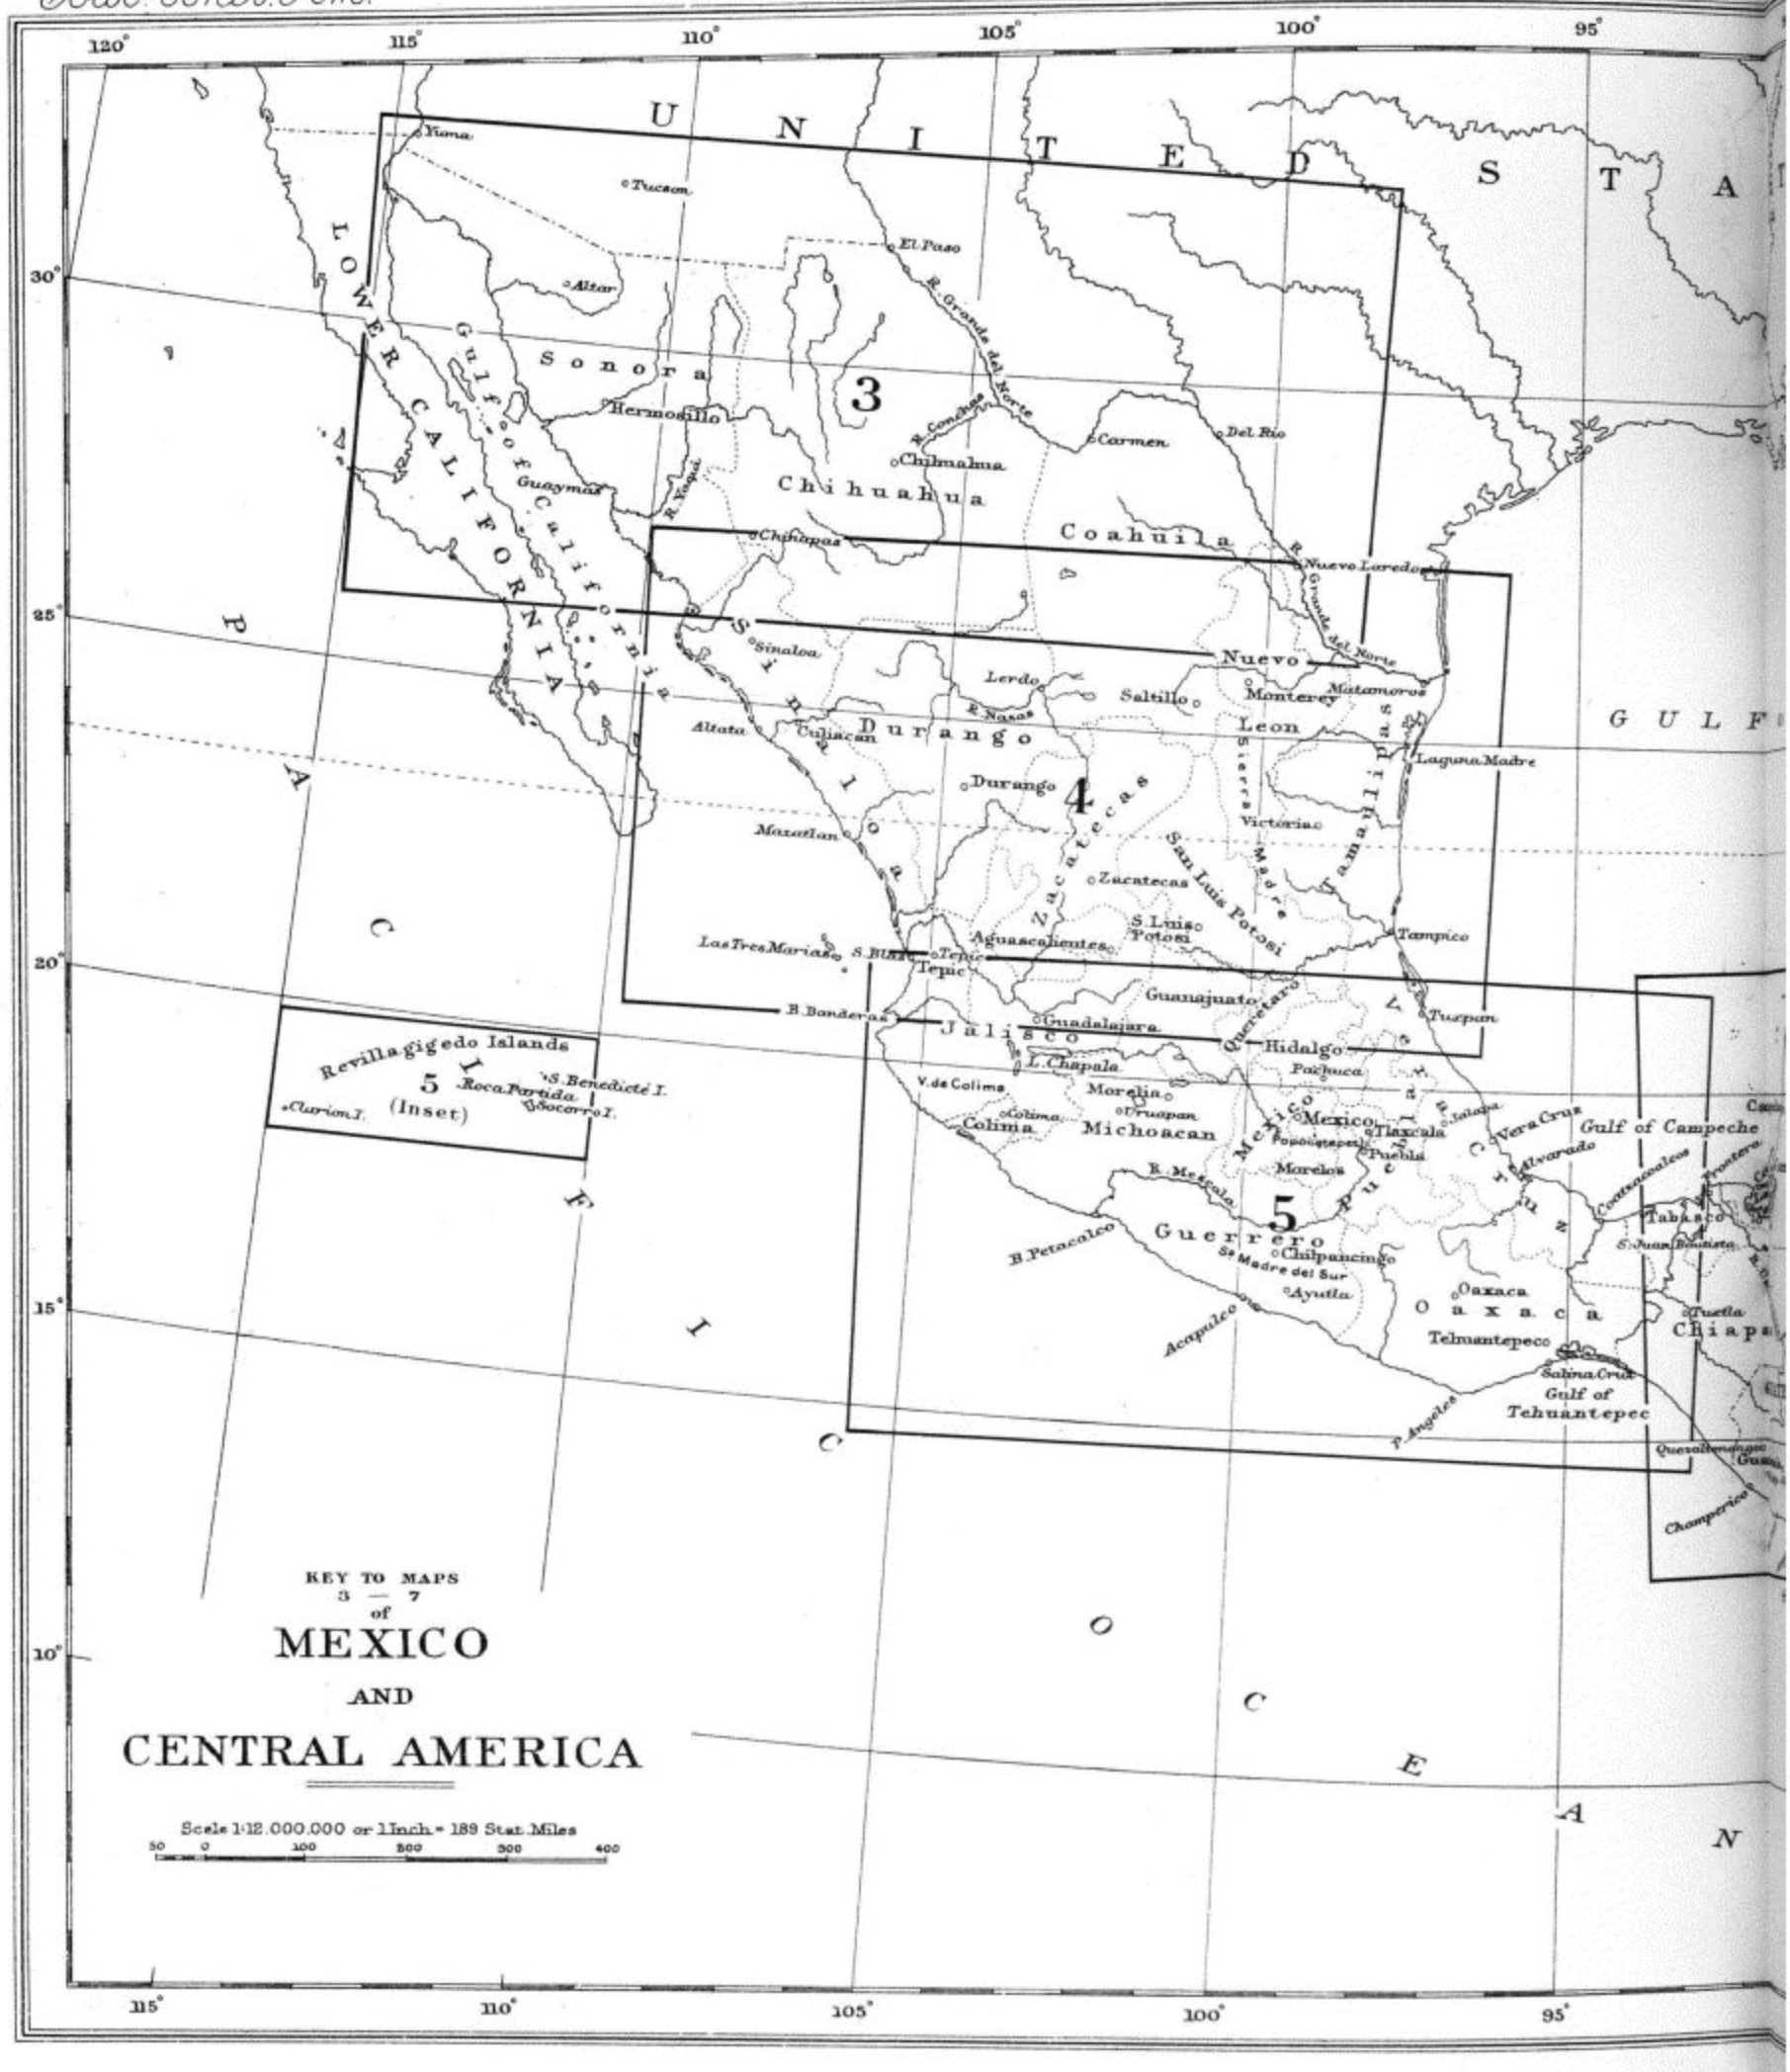 120° 115° 110° 105° 100° 95°
U N I T E D S T A
Yuma
Tucson
El Paso
LOWER CALIFORNIA
30°
Altar
R. Grande del Norte
Gulf of California
Sonora
3
Hermosillo
R. Conchas
Carmen
Del Rio
Chihuahua
Chihuahua
Guaymas
R. Yaqui
Coahuila
Chinapas
Nuevo Laredo
R. Grande del Norte
25°
P A C I F I C O C E A N
Sinaloa
Sinaloa
Nuevo
Leon
Lerdo
Saltillo
Monterey
Matamoros
R. Nasas
GULF
Altata
Culiacan
Durango
Laguna Madre
Durango
4
Sierra Madre
Tamaulipas
Victoria
Mazatlan
Zacatecas
San Luis Potosi
Zacatecas
S. Luis
Potosi
Aguascalientes
Tampico
Las Tres Marias
S. Blas
Tepic
Tepic
20°
Guanajuato
Queretaro
Vera Cruz
Tuxpan
B. Banderas
Guadalajara
Jalisco
Hidalgo
Revillagigedo Islands
5
(Inset)
S. Benedicte I.
Roca Partida
Socorro I.
Clarion I.
L. Chapala
Pachuca
V. de Colima
Morelia
Colima
Uruapan
Colima
Michoacan
Mexico
Mexico
Jalapa
Vera Cruz
Tlaxcala
Popocatepetl
Puebla
Puebla
Morelos
Gulf of Campeche
Alvarado
Coatzacoalcos
Frontera
R. Mescala
5
Tabasco
S. Juan Bautista
B. Petacalco
Guerrero
Chilpancingo
Sa. Madre del Sur
Ayutla
15°
Acapulco
Oaxaca
Oaxaca
Tuxtla
Chiapa
Tehuantepec
Salina Cruz
Gulf of
Tehuantepec
P. Angeles
Quezaltenango
Champerico
KEY TO MAPS
3 — 7
of
MEXICO
AND
CENTRAL AMERICA
10°
Scale 1:12.000.000 or 1 Inch = 189 Stat. Miles
50 0 100 200 300 400
115° 110° 105° 100° 95°